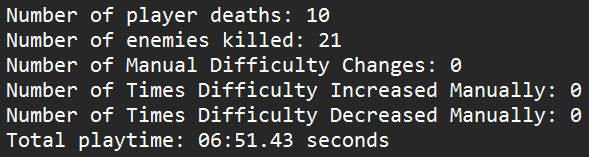 Number of player deaths: 10
Number of enemies killed: 21
Number of Manual Difficulty Changes: 0
Number of Times Difficulty Increased Manually: 0
Number of Times Difficulty Decreased Manually: 0
Total playtime: 06:51.43 seconds